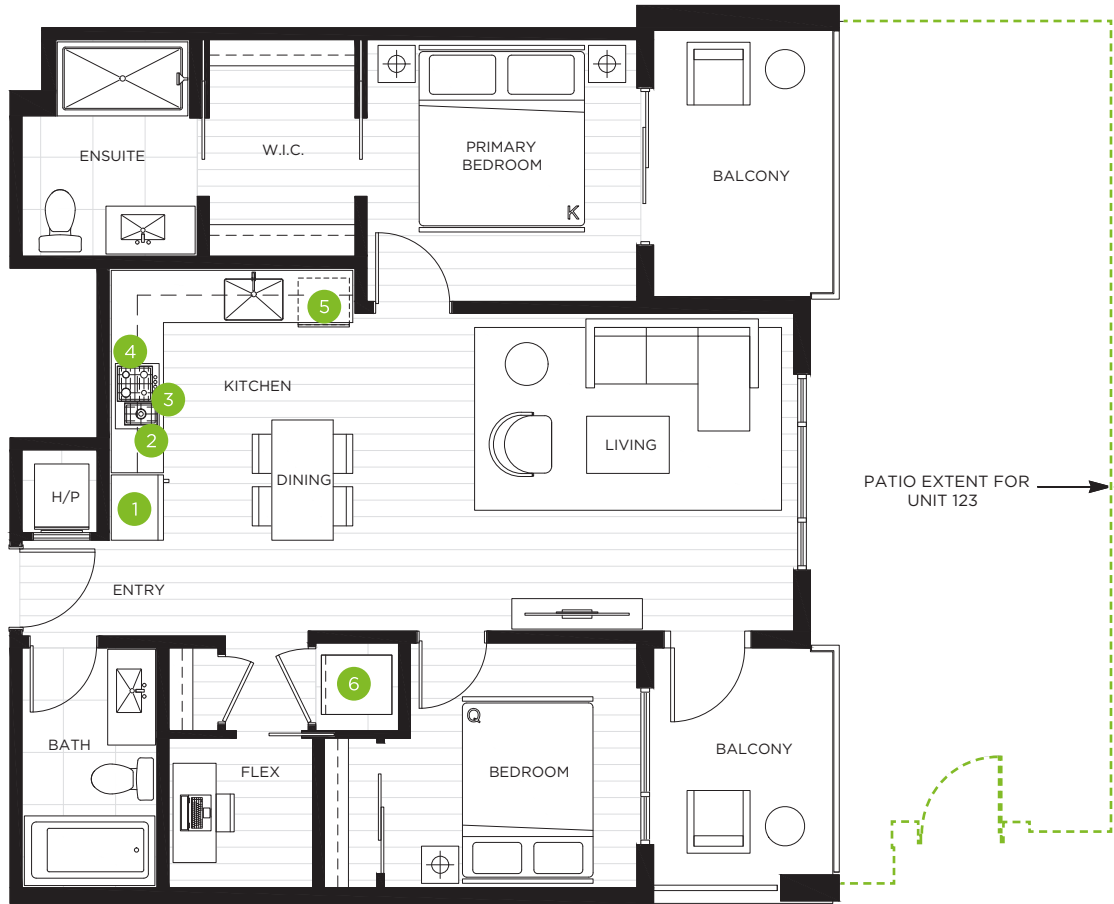 ENSUITE
W.I.C.
PRIMARY
BEDROOM
K
BALCONY
5
4
KITCHEN
3
2
LIVING
DINING
H/P
1
PATIO EXTENT FOR
UNIT 123
ENTRY
6
Q
BATH
FLEX
BEDROOM
BALCONY